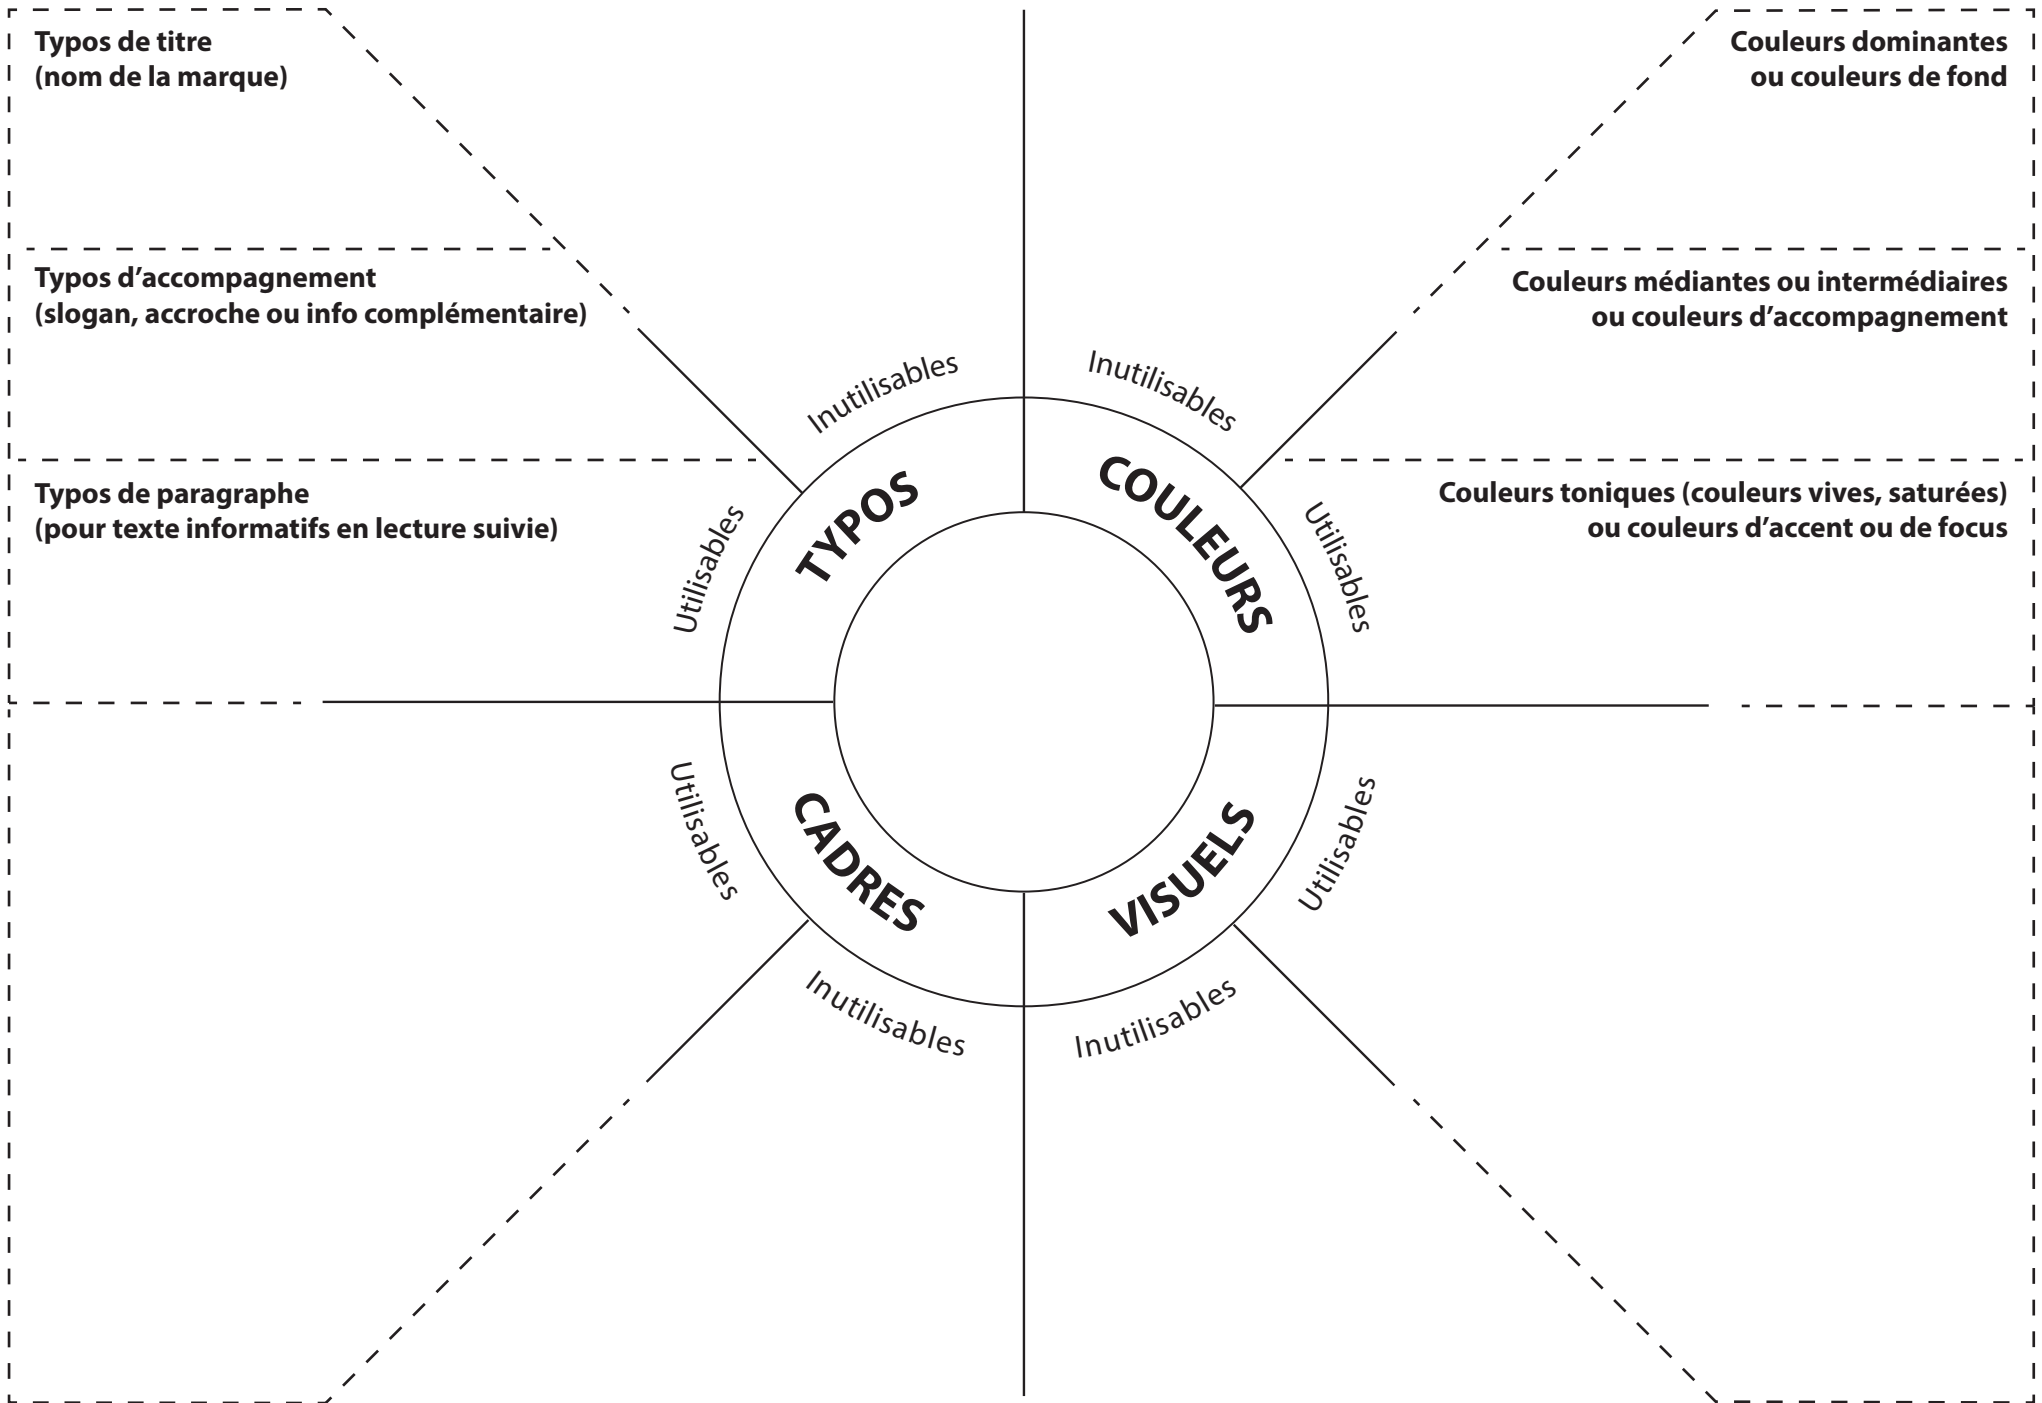 Typos de titre
(nom de la marque)
Couleurs dominantes
ou couleurs de fond
Typos d’accompagnement
(slogan, accroche ou info complémentaire)
Couleurs médiantes ou intermédiaires
ou couleurs d’accompagnement
Inutilisables
Inutilisables
Typos de paragraphe
(pour texte informatifs en lecture suivie)
Couleurs toniques (couleurs vives, saturées)
ou couleurs d’accent ou de focus
Utilisables
TYPOS
COULEURS
Utilisables
Utilisables
CADRES
VISUELS
Utilisables
Inutilisables
Inutilisables